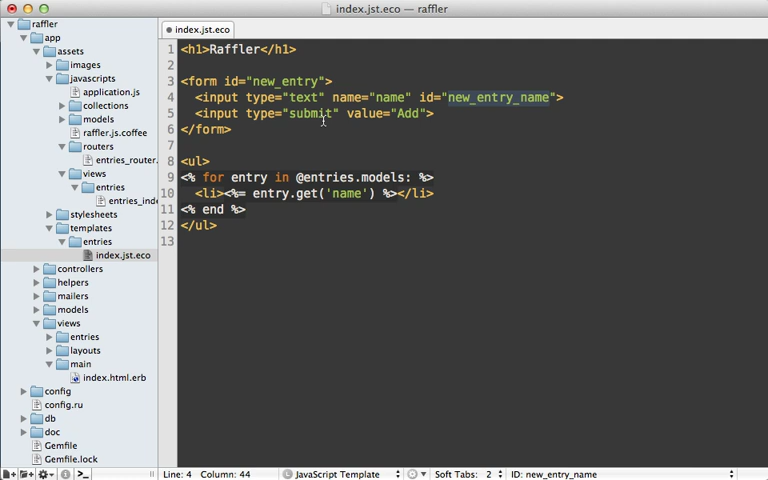 index.jst.eco — raffler
raffler
app
assets
images
javascripts
application.js
collections
models
raffler.js.coffee
routers
entries_router.
views
entries
entries_ind
stylesheets
templates
entries
index.jst.eco
controllers
helpers
mailers
models
views
entries
layouts
main
index.html.erb
config
config.ru
db
doc
Gemfile
Gemfile.lock
index.jst.eco
1 <h1>Raffler</h1>
2
3 <form id="new_entry">
4 <input type="text" name="name" id="new_entry_name">
5 <input type="submit" value="Add">
6 </form>
7
8 <ul>
9 <% for entry in @entries.models: %>
10 <li><%= entry.get('name') %></li>
11 <% end %>
12 </ul>
13
Line: 4 Column: 44 JavaScript Template Soft Tabs: 2 ID: new_entry_name